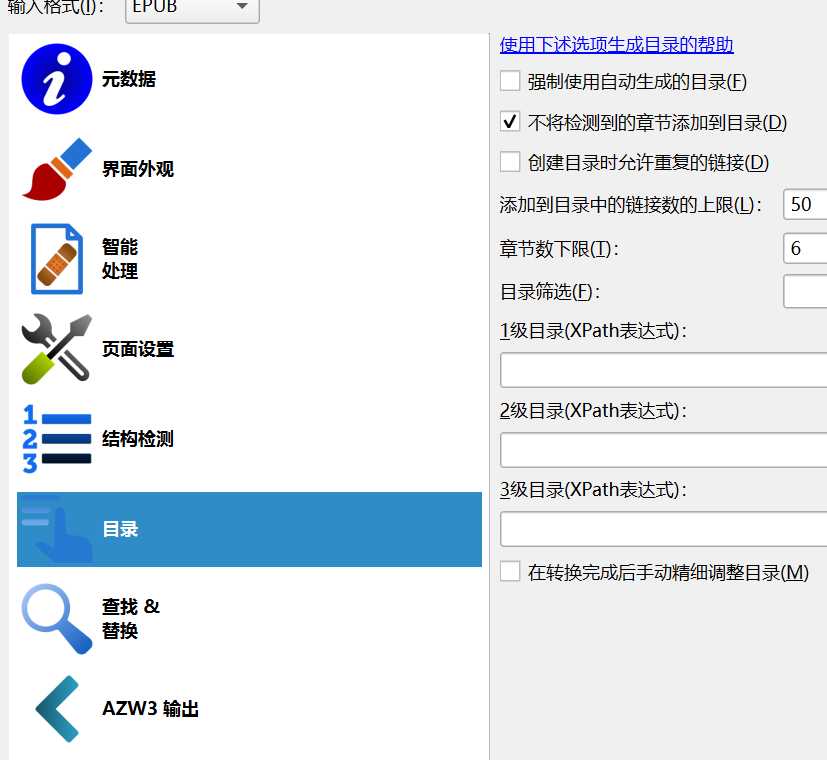 输入格式(I)：
EPUB
元数据
界面外观
智能
处理
页面设置
结构检测
目录
查找 &
替换
AZW3 输出
使用下述选项生成目录的帮助
强制使用自动生成的目录(F)
不将检测到的章节添加到目录(D)
创建目录时允许重复的链接(D)
添加到目录中的链接数的上限(L)：
50
章节数下限(T)：
6
目录筛选(F)：
1级目录(XPath表达式)：
2级目录(XPath表达式)：
3级目录(XPath表达式)：
在转换完成后手动精细调整目录(M)